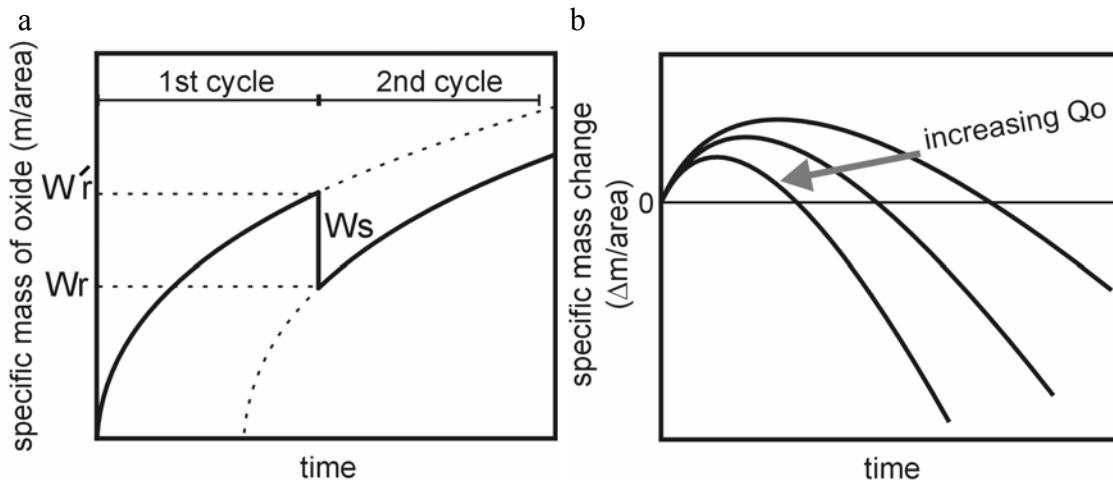 a
1st cycle
2nd cycle
specific mass of oxide (m/area)
W´r
Ws
Wr
time
b
increasing Qo
specific mass change
(Δm/area)
0
time